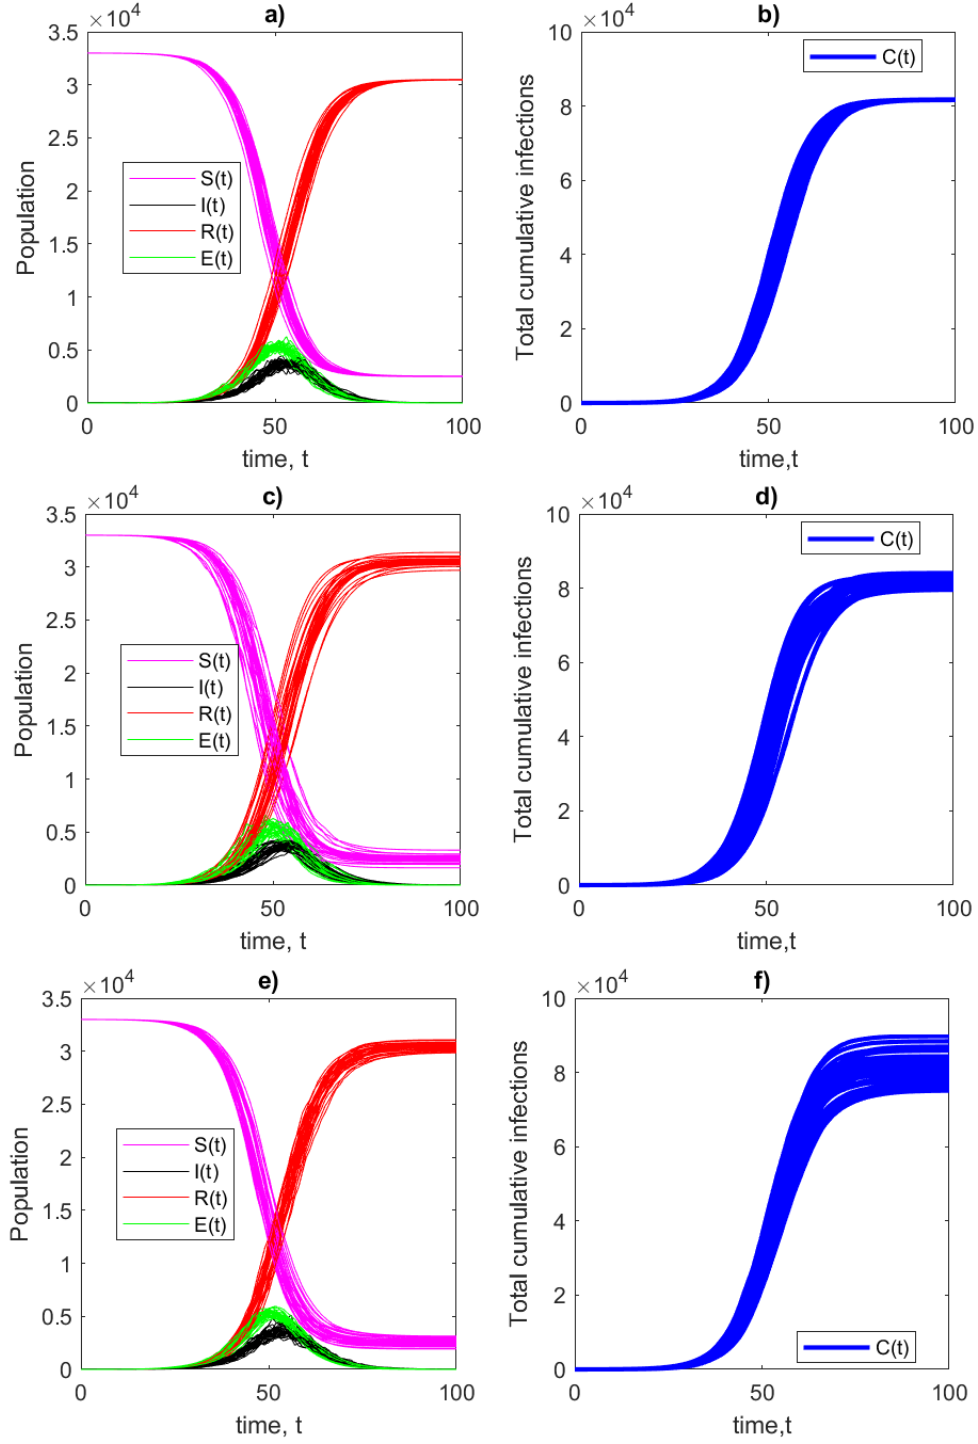 a)
×10⁴
3.5
3
2.5
2
1.5
1
0.5
0
0 50 100
Population
time, t
S(t)
I(t)
R(t)
E(t)
b)
×10⁴
10
8
6
4
2
0
0 50 100
Total cumulative infections
time,t
C(t)
c)
×10⁴
3.5
3
2.5
2
1.5
1
0.5
0
0 50 100
Population
time, t
S(t)
I(t)
R(t)
E(t)
d)
×10⁴
10
8
6
4
2
0
0 50 100
Total cumulative infections
time,t
C(t)
e)
×10⁴
3.5
3
2.5
2
1.5
1
0.5
0
0 50 100
Population
time, t
S(t)
I(t)
R(t)
E(t)
f)
×10⁴
10
8
6
4
2
0
0 50 100
Total cumulative infections
time,t
C(t)